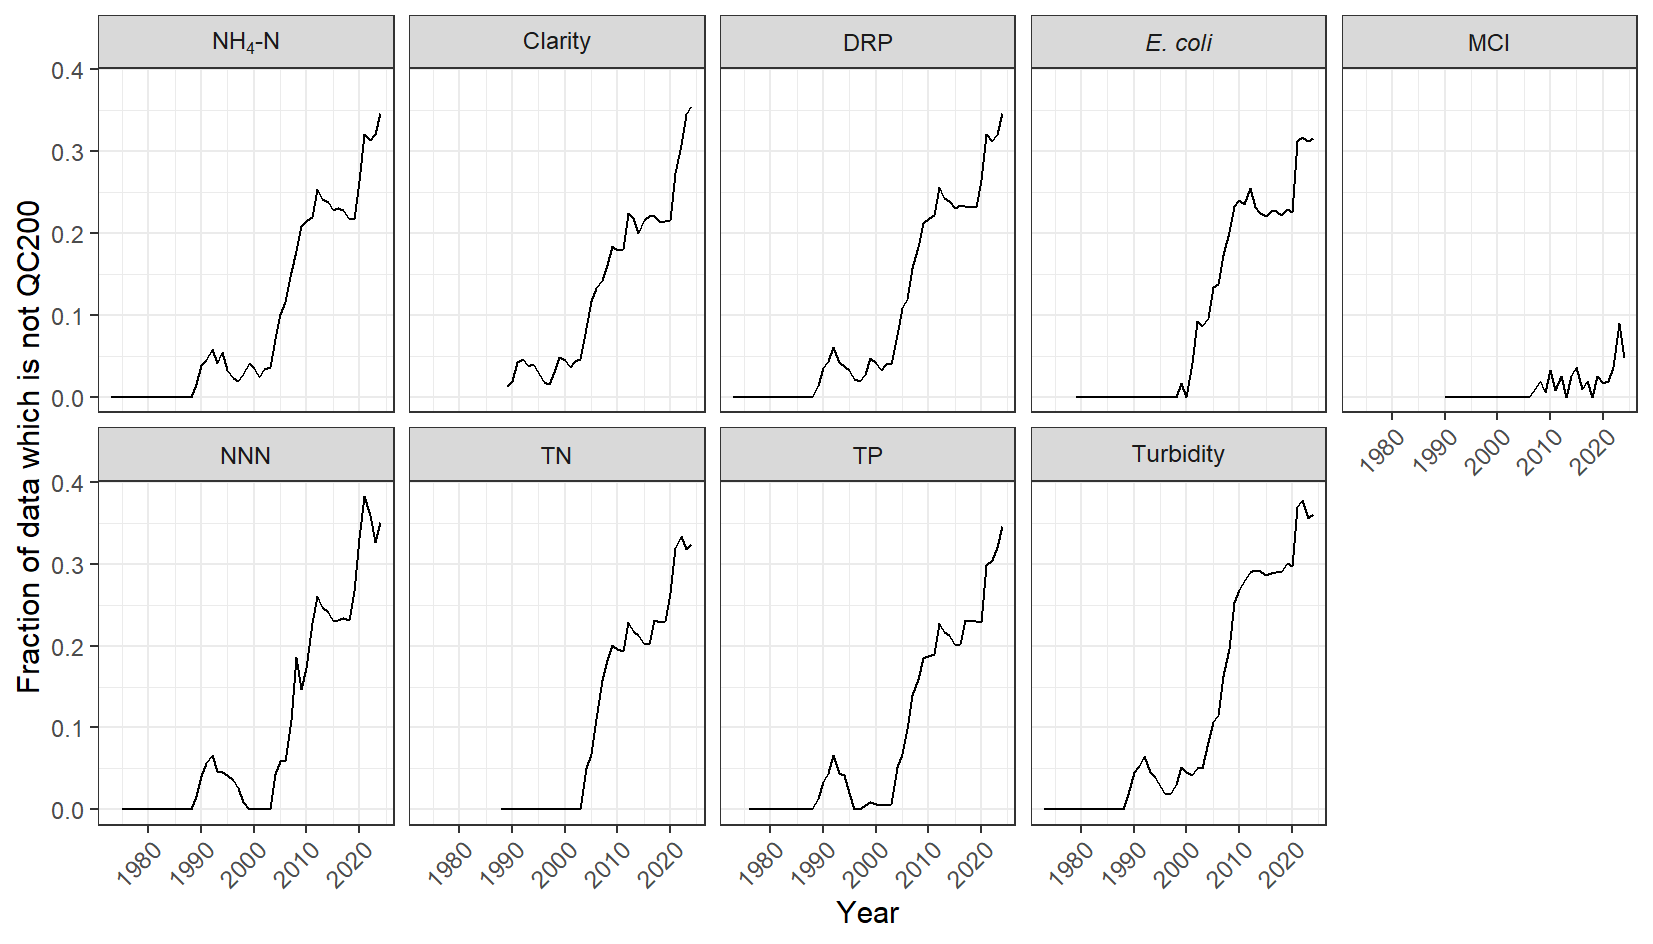 NH₄-N Clarity DRP E. coli MCI
0.4
0.3
0.2
0.1
0.0
1980 1990 2000 2010 2020
NNN TN TP Turbidity
0.4
0.3
0.2
0.1
0.0
1980 1990 2000 2010 2020 1980 1990 2000 2010 2020 1980 1990 2000 2010 2020 1980 1990 2000 2010 2020
Year
Fraction of data which is not QC200